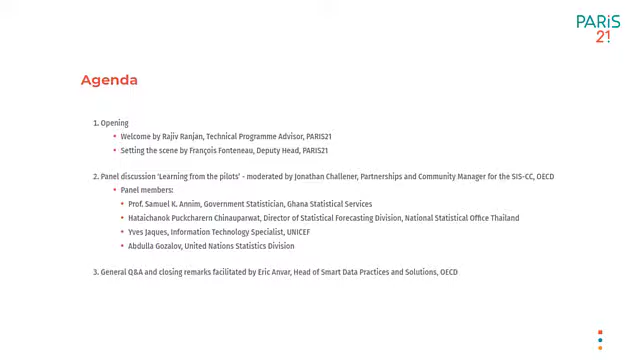 PARIS
21
Agenda
1. Opening
• Welcome by Rajiv Ranjan, Technical Programme Advisor, PARIS21
• Setting the scene by François Fonteneau, Deputy Head, PARIS21
2. Panel discussion ‘Learning from the pilots’ - moderated by Jonathan Challener, Partnerships and Community Manager for the SIS-CC, OECD
• Panel members:
• Prof. Samuel K. Annim, Government Statistician, Ghana Statistical Services
• Hataichanok Puckcharern Chinauparwat, Director of Statistical Forecasting Division, National Statistical Office Thailand
• Yves Jaques, Information Technology Specialist, UNICEF
• Abdulla Gozalov, United Nations Statistics Division
3. General Q&A and closing remarks facilitated by Eric Anvar, Head of Smart Data Practices and Solutions, OECD